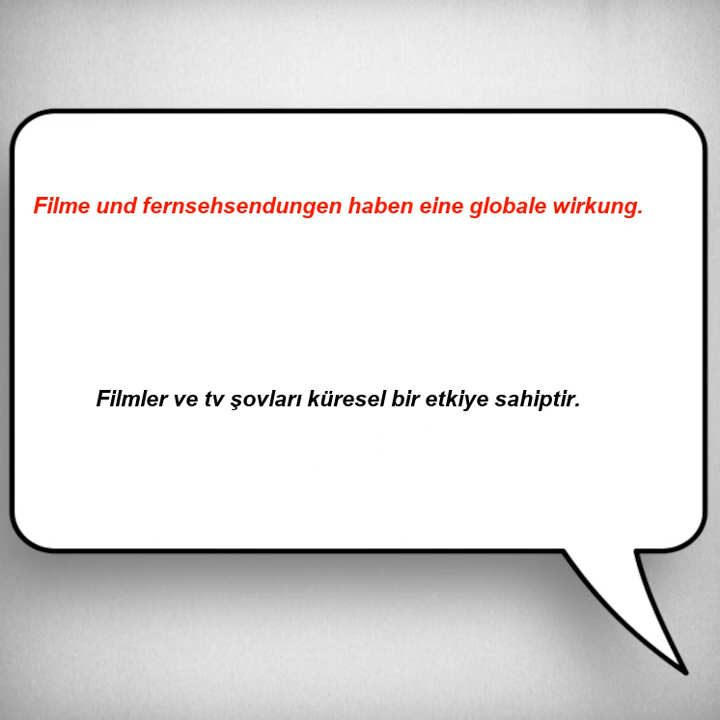 Filme und fernsehsendungen haben eine globale wirkung.
Filmler ve tv şovları küresel bir etkiye sahiptir.